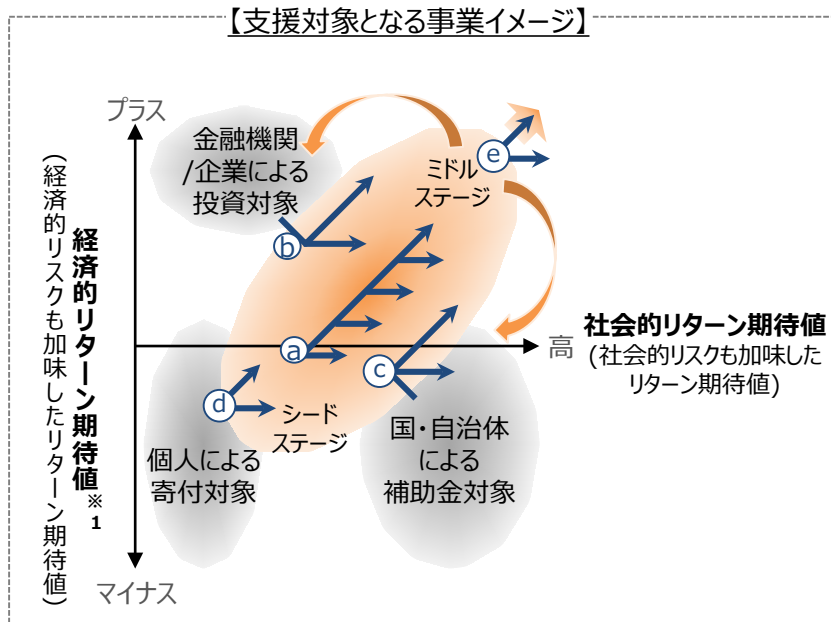 【支援対象となる事業イメージ】
プラス
金融機関
/企業による
投資対象
ミドル
ステージ
e
b
経済的リターン期待値※1
(経済的リスクも加味したリターン期待値)
a
高
社会的リターン期待値
(社会的リスクも加味した
リターン期待値)
c
d
シード
ステージ
個人による
寄付対象
国・自治体
による
補助金対象
マイナス